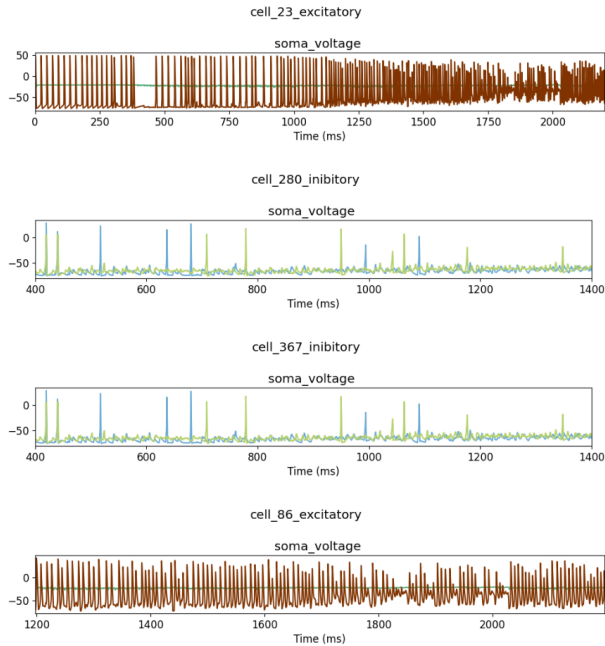 cell_23_excitatory
soma_voltage
50
0
−50
0 250 500 750 1000 1250 1500 1750 2000
Time (ms)
cell_280_inibitory
soma_voltage
0
−50
400 600 800 1000 1200 1400
Time (ms)
cell_367_inibitory
soma_voltage
0
−50
400 600 800 1000 1200 1400
Time (ms)
cell_86_excitatory
soma_voltage
0
−50
1200 1400 1600 1800 2000
Time (ms)